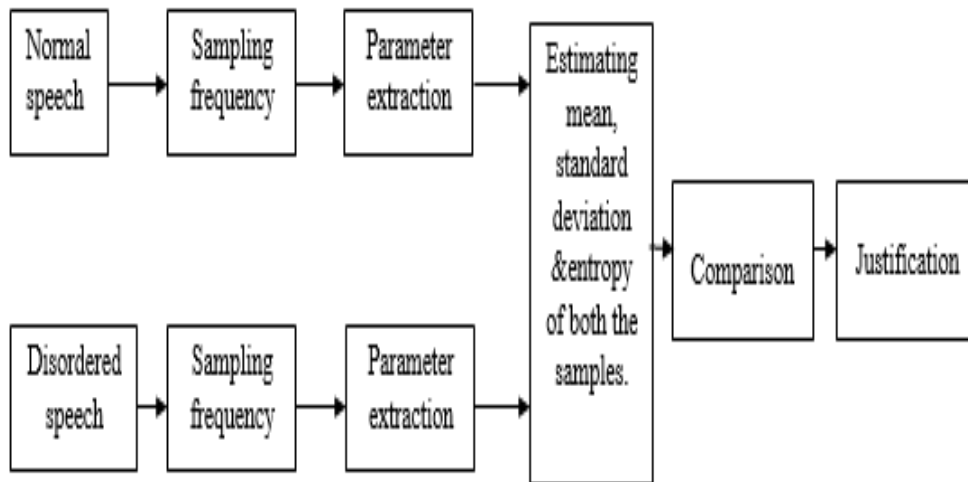 Normal
speech
Sampling
frequency
Parameter
extraction
Estimating
mean,
standard
deviation
&entropy
of both the
samples.
Comparison
Justification
Disordered
speech
Sampling
frequency
Parameter
extraction